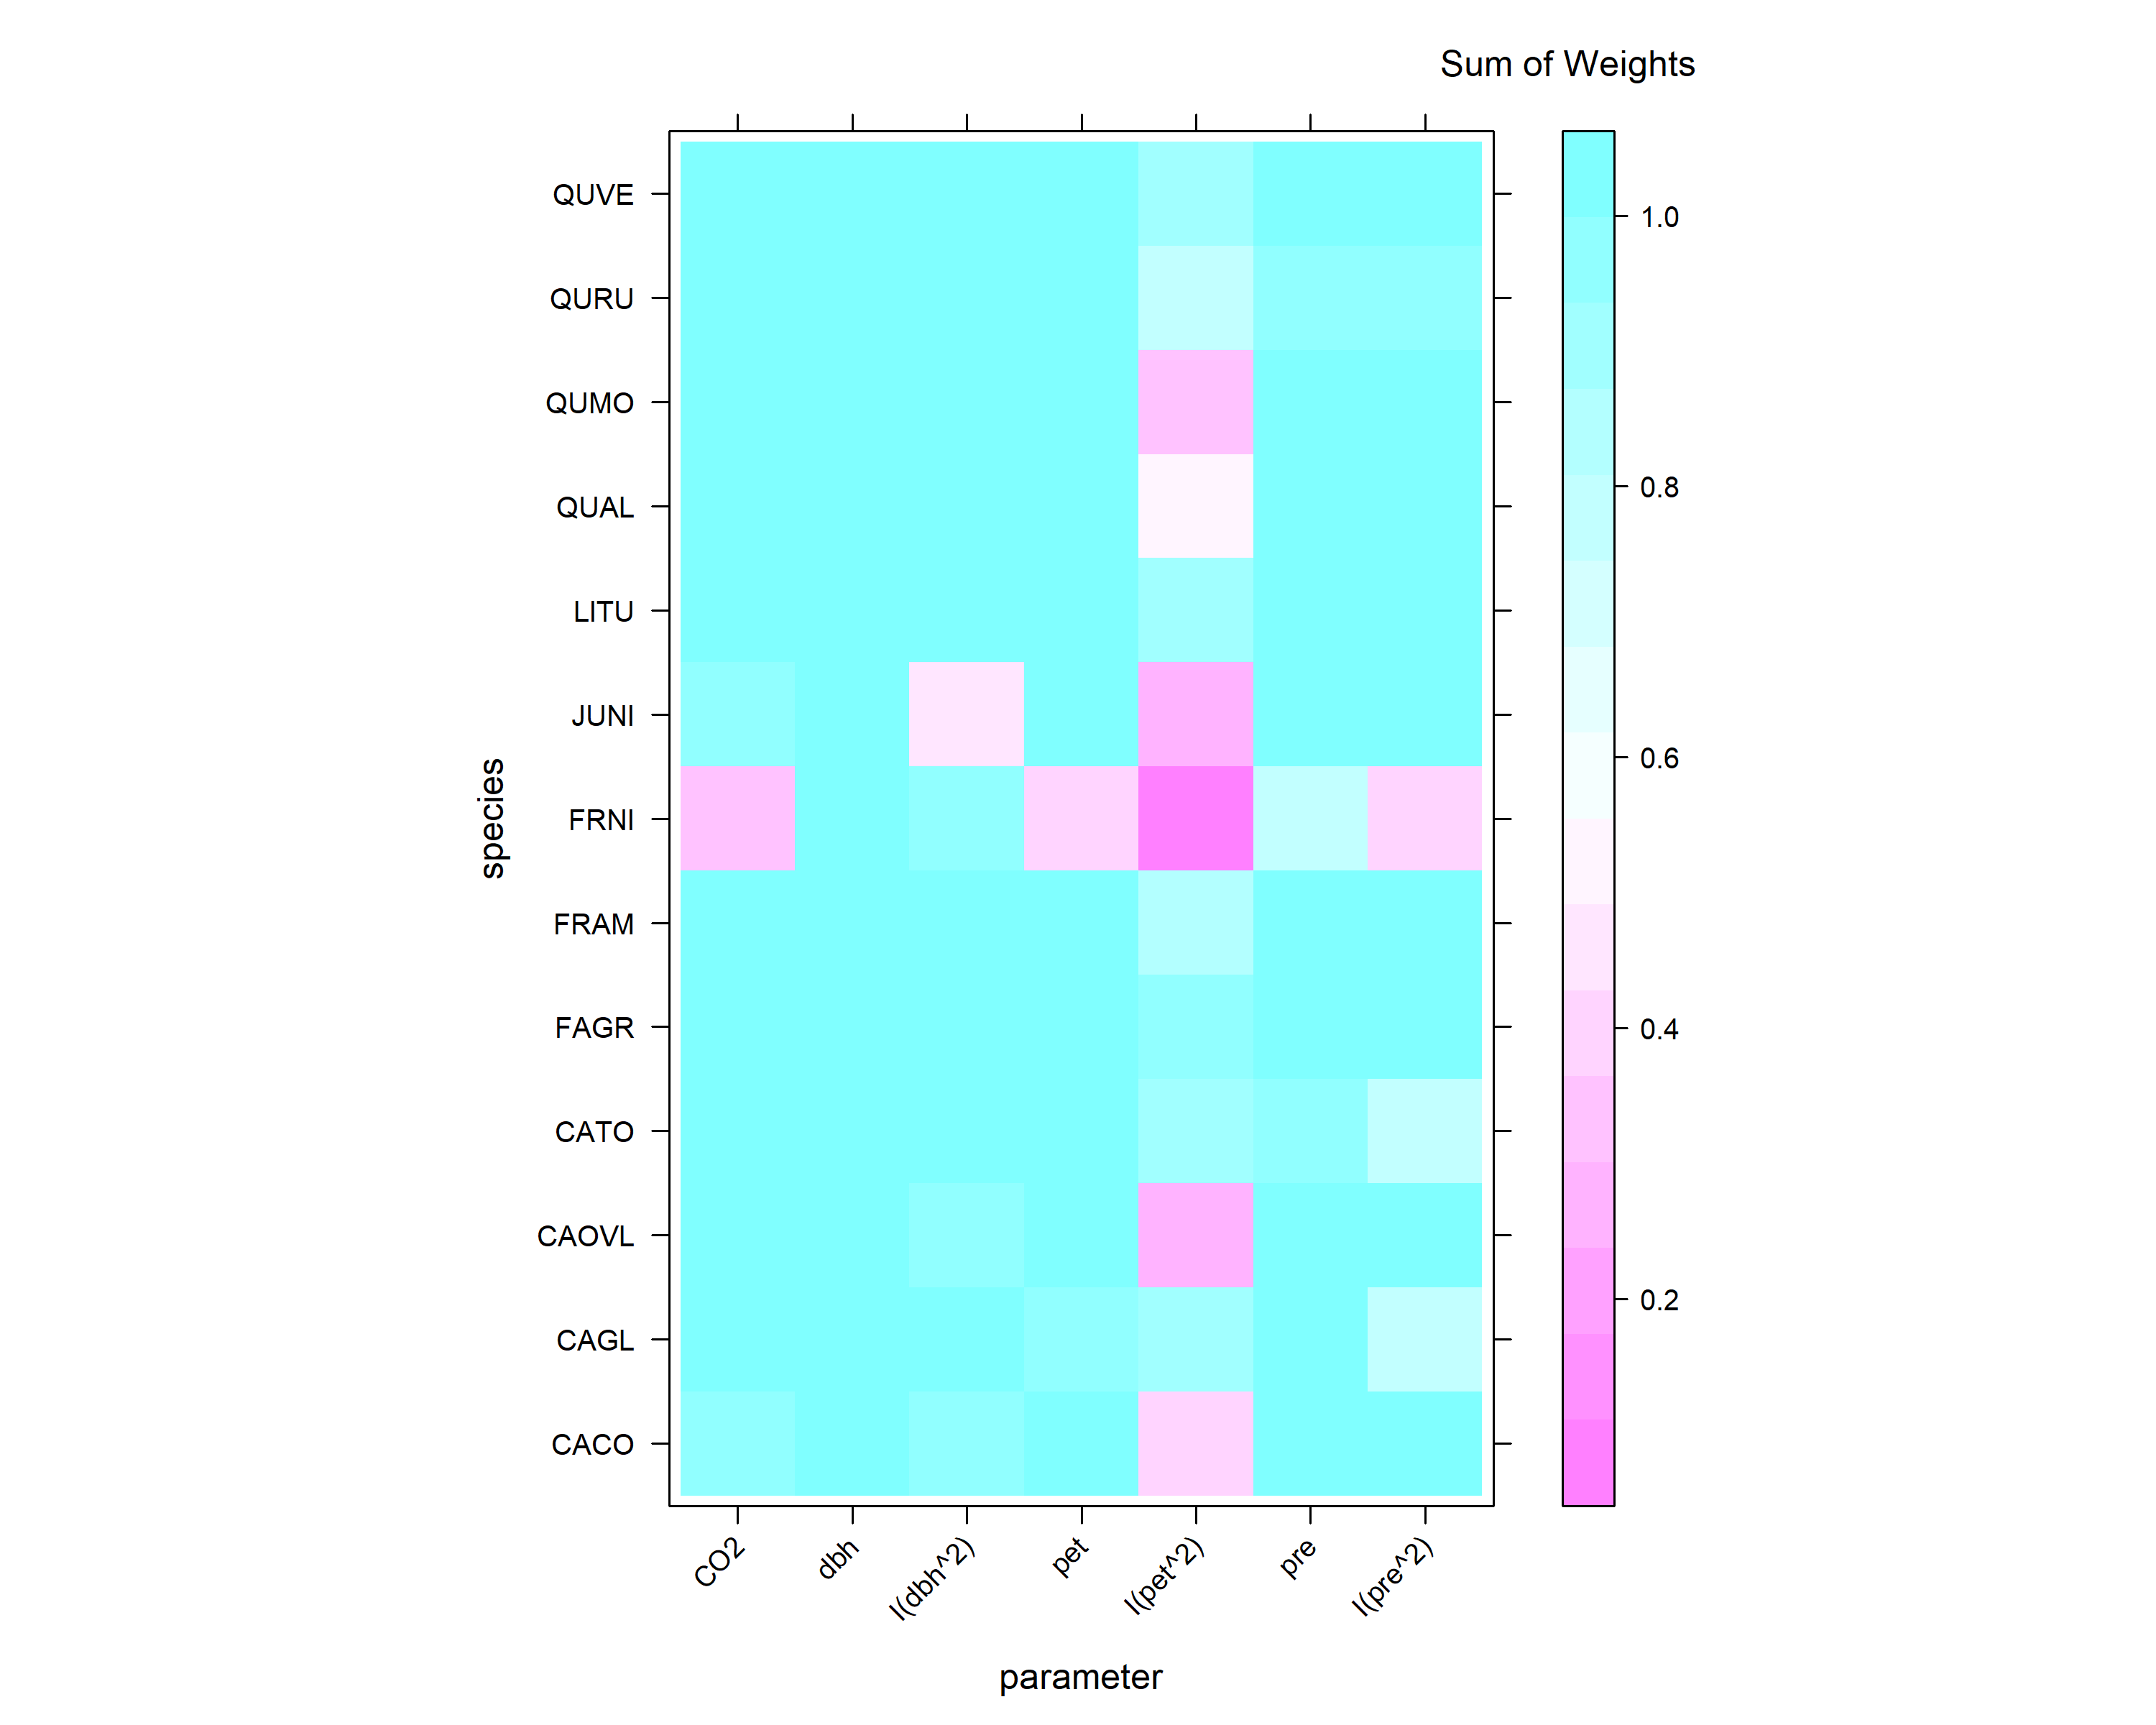 Sum of Weights
QUVE
QURU
QUMO
QUAL
LITU
JUNI
FRNI
FRAM
FAGR
CATO
CAOVL
CAGL
CACO
species
1.0
0.8
0.6
0.4
0.2
CO2
dbh
I(dbh^2)
pet
I(pet^2)
pre
I(pre^2)
parameter